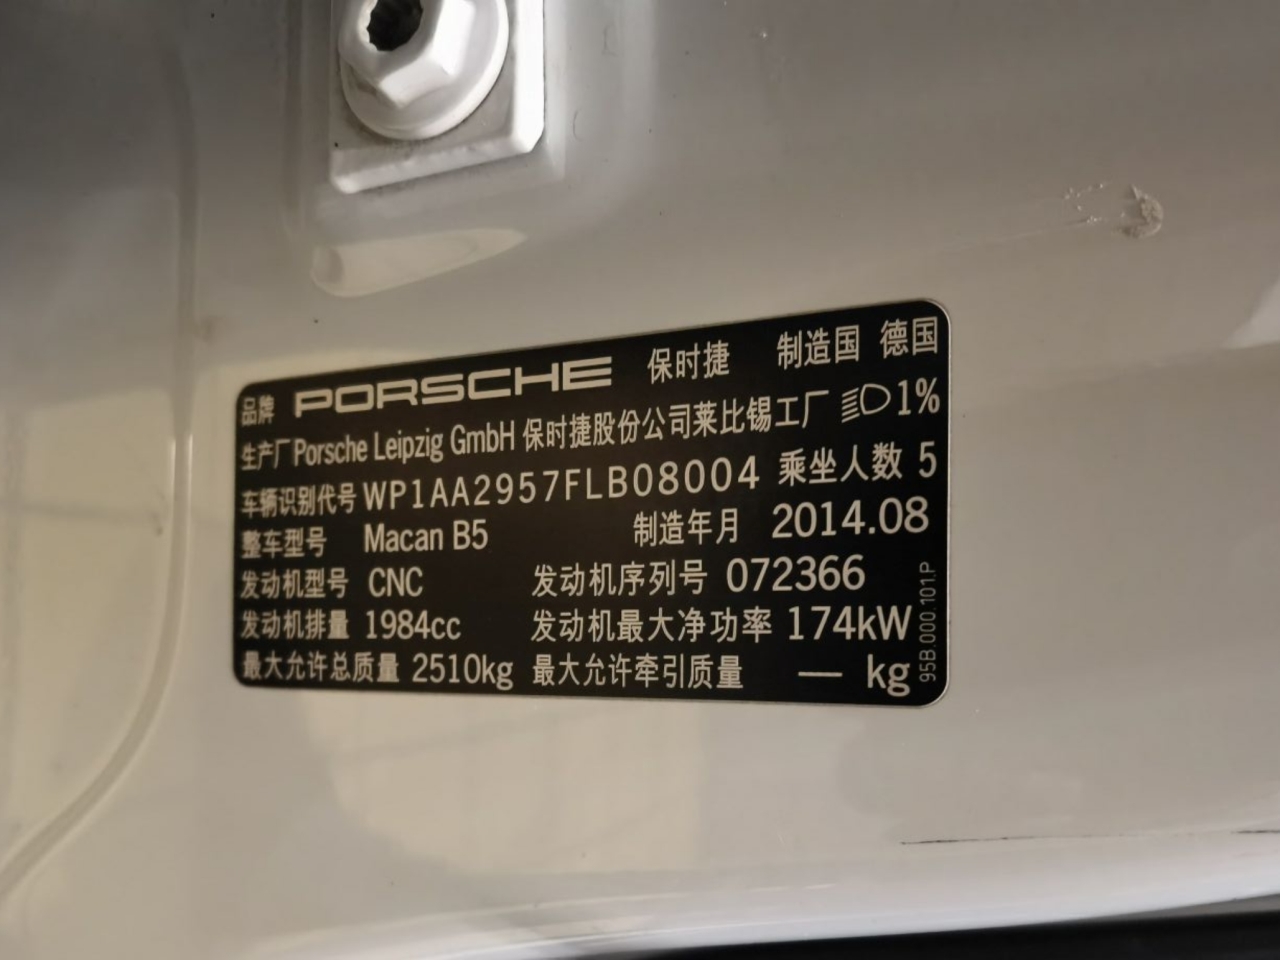 品牌 PORSCHE 保时捷 制造国 德国
生产厂 Porsche Leipzig GmbH 保时捷股份公司莱比锡工厂 1%
车辆识别代号 WP1AA2957FLB08004 乘坐人数 5
整车型号 Macan B5 制造年月 2014.08
发动机型号 CNC 发动机序列号 072366
发动机排量 1984cc 发动机最大净功率 174kW
最大允许总质量 2510kg 最大允许牵引质量 — kg
95B.000.101.P